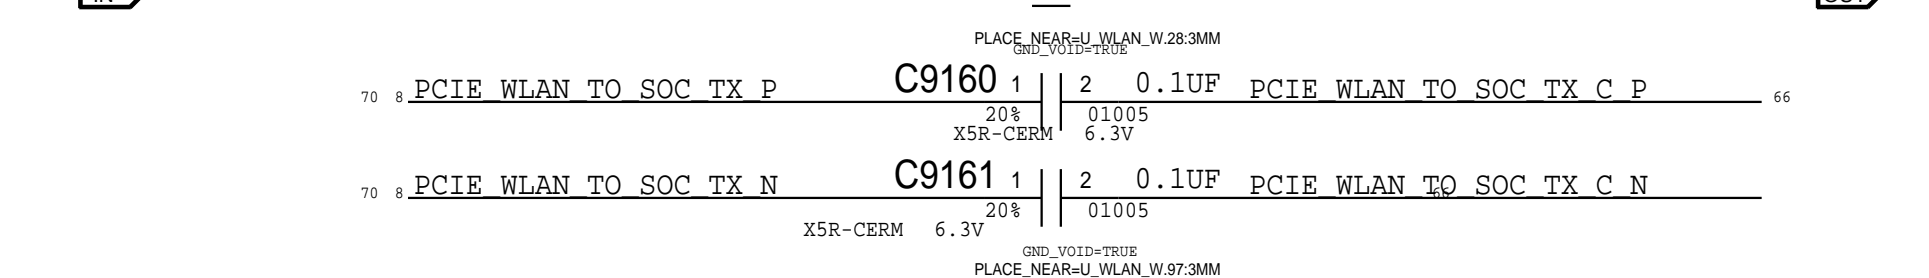 PLACE_NEAR=U_WLAN_W.28:3MM
GND_VOID=TRUE
70 8 PCIE_WLAN_TO_SOC_TX_P C9160 1 2 0.1UF PCIE_WLAN_TO_SOC_TX_C_P 66
20% 01005
X5R-CERM 6.3V
70 8 PCIE_WLAN_TO_SOC_TX_N C9161 1 2 0.1UF PCIE_WLAN_TO_SOC_TX_C_N 66
20% 01005
X5R-CERM 6.3V
GND_VOID=TRUE
PLACE_NEAR=U_WLAN_W.97:3MM